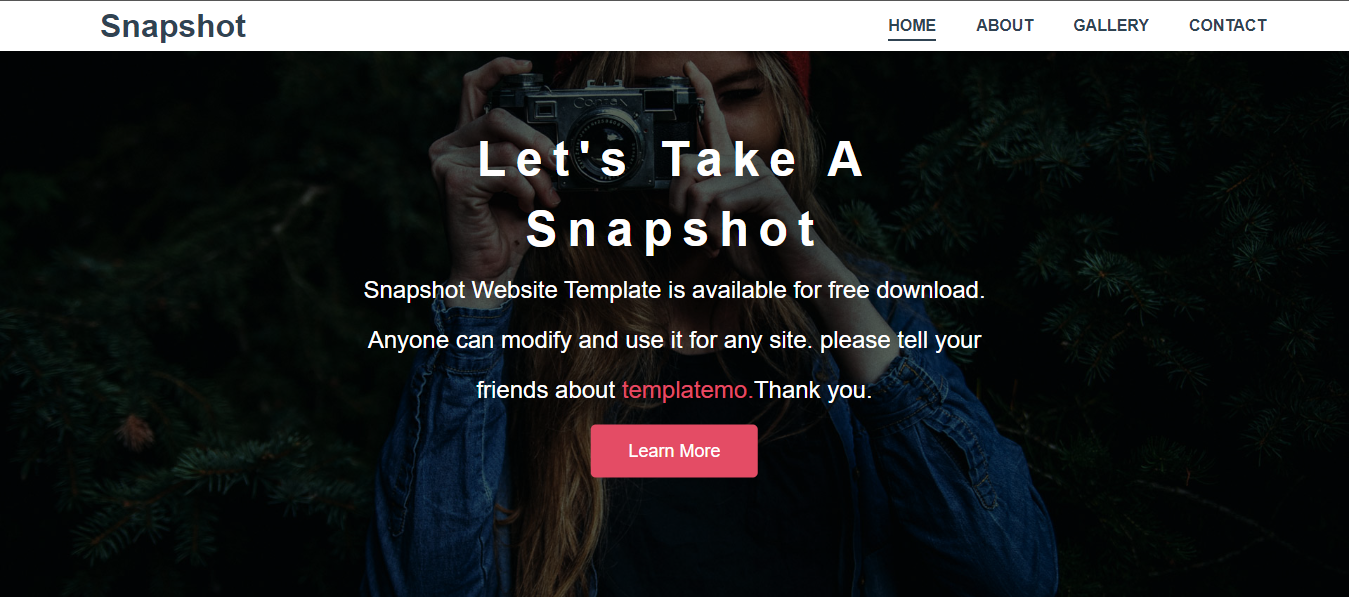 Snapshot
HOME ABOUT GALLERY CONTACT
Contax
Let's Take A
Snapshot
Snapshot Website Template is available for free download.
Anyone can modify and use it for any site. please tell your
friends about templatemo.Thank you.
Learn More